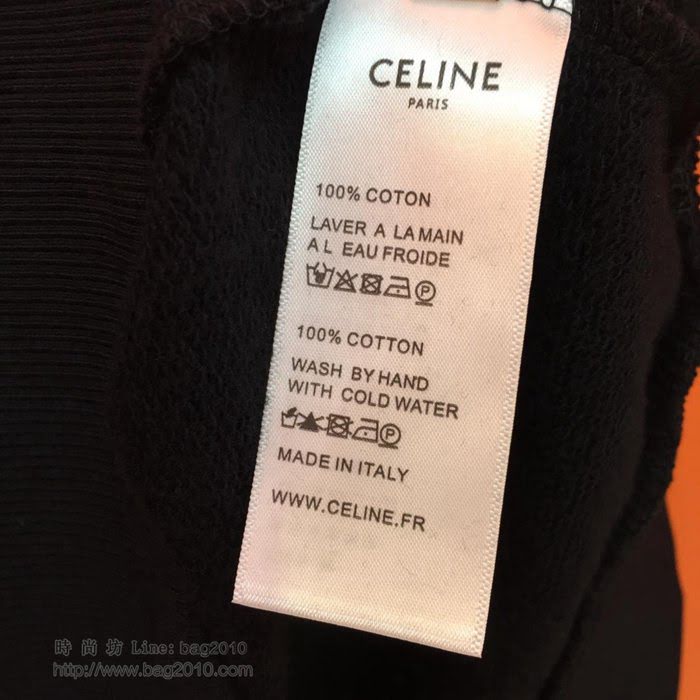 CELINE
PARIS
100% COTON
LAVER A LA MAIN
A L EAU FROIDE
P
100% COTTON
WASH BY HAND
WITH COLD WATER
P
MADE IN ITALY
WWW.CELINE.FR
時尚坊 Line: bag2010
http://www.bag2010.com